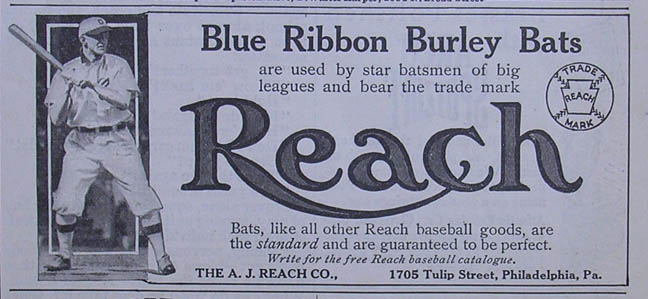 Blue Ribbon Burley Bats
are used by star batsmen of big
leagues and bear the trade mark
TRADE
REACH
MARK
Reach
Bats, like all other Reach baseball goods, are
the standard and are guaranteed to be perfect.
Write for the free Reach baseball catalogue.
THE A. J. REACH CO., 1705 Tulip Street, Philadelphia, Pa.